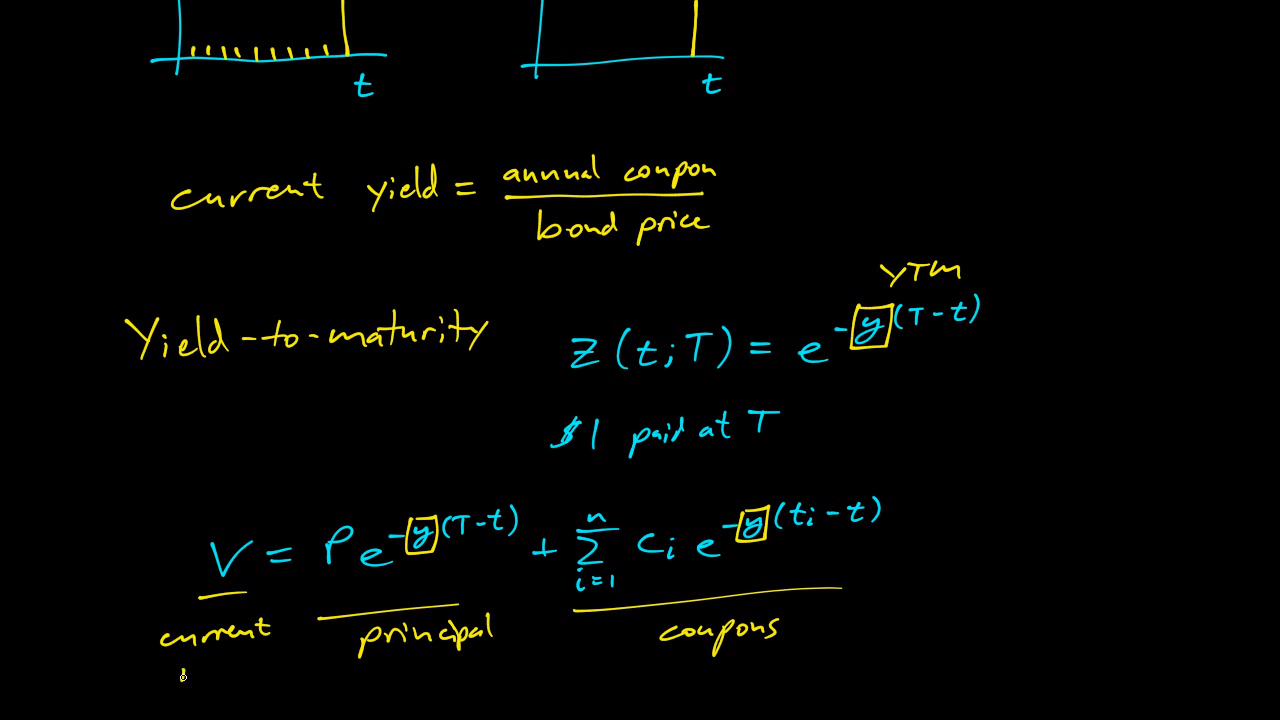 t t
current yield = annual coupon / bond price
YTM
Yield-to-maturity Z(t;T) = e^{-y(T-t)}
$1 paid at T
V = Pe^{-y(T-t)} + \sum_{i=1}^{n} c_i e^{-y(t_i-t)}
current principal coupons